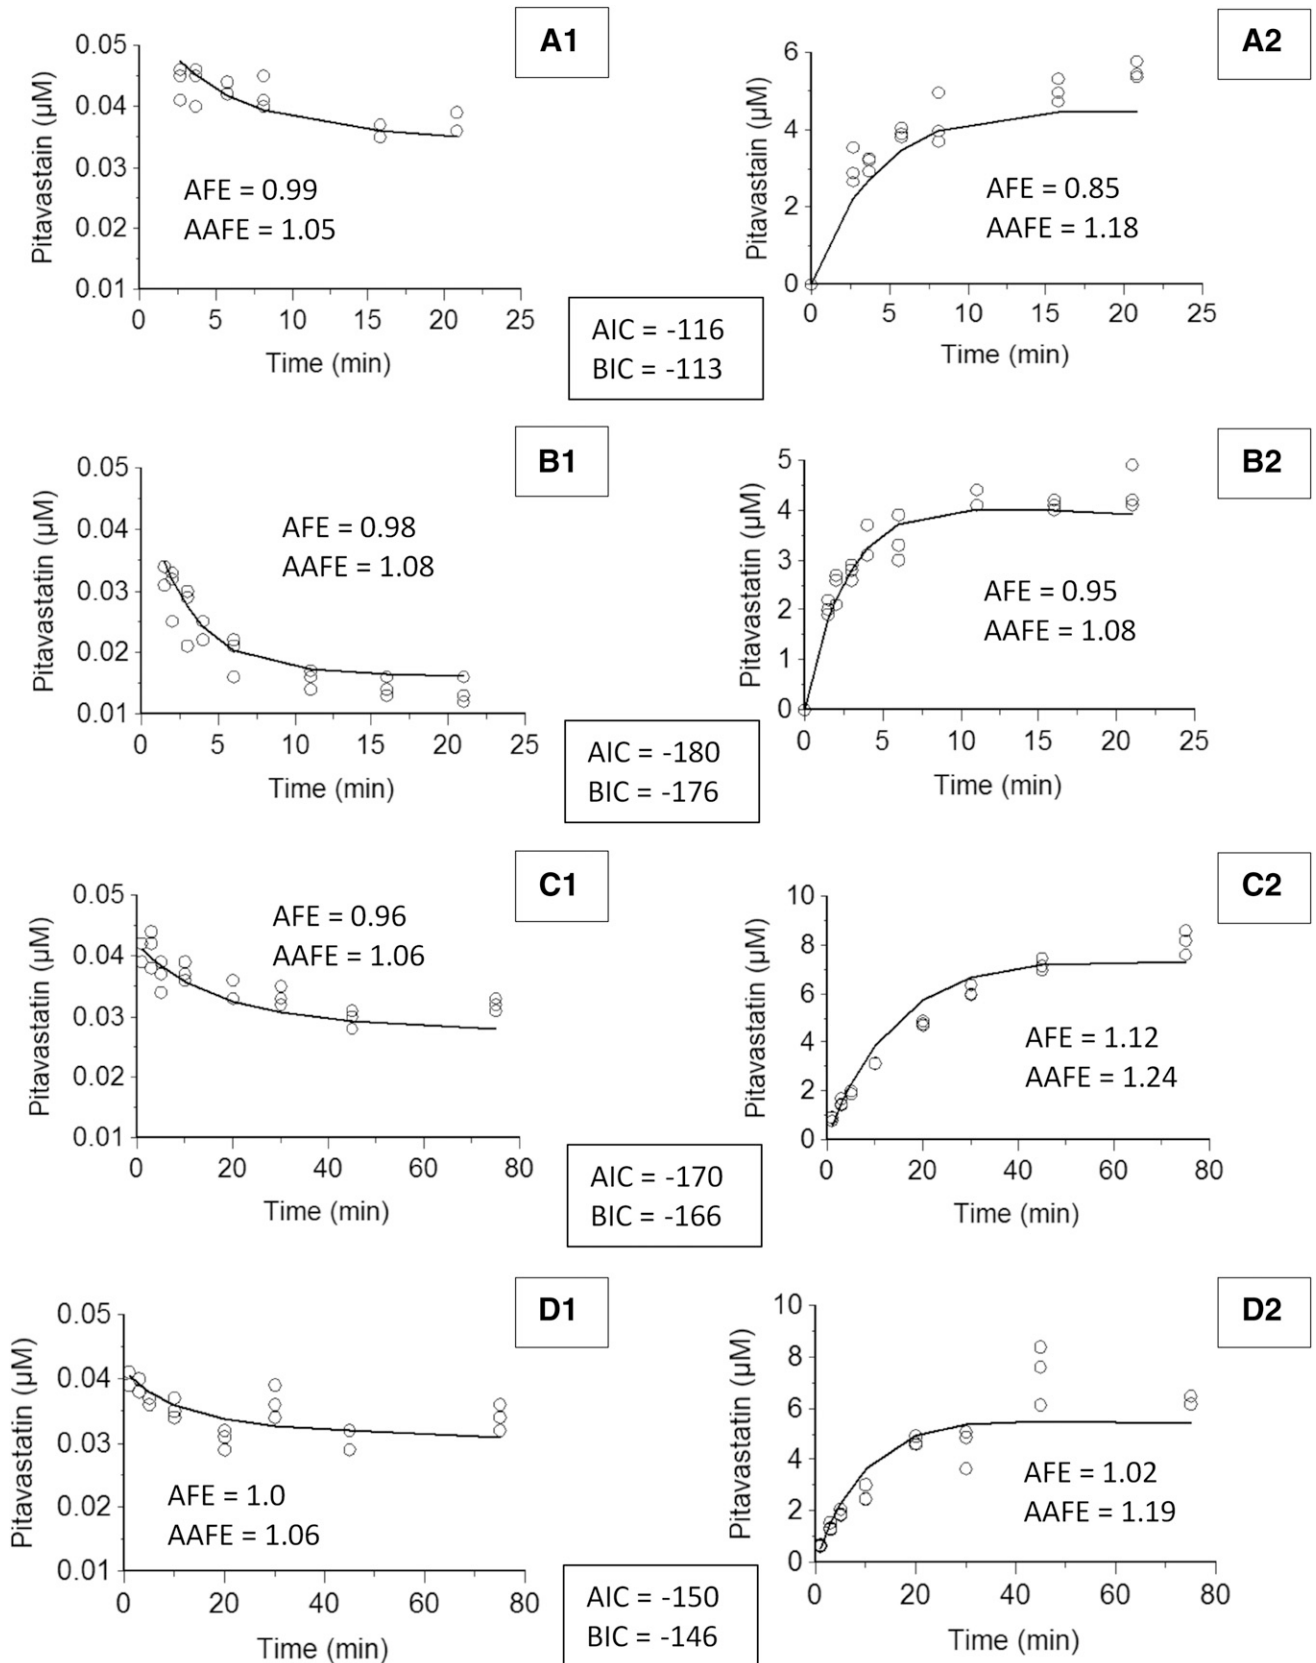 A1
Pitavastatin (µM)
0.05
0.04
0.03
0.02
0.01
AFE = 0.99
AAFE = 1.05
0 5 10 15 20 25
Time (min)
A2
Pitavastain (µM)
6
4
2
0
AFE = 0.85
AAFE = 1.18
0 5 10 15 20 25
Time (min)
AIC = -116
BIC = -113
B1
Pitavastatin (µM)
0.05
0.04
0.03
0.02
0.01
AFE = 0.98
AAFE = 1.08
0 5 10 15 20 25
Time (min)
B2
Pitavastatin (µM)
5
4
3
2
1
0
AFE = 0.95
AAFE = 1.08
0 5 10 15 20 25
Time (min)
AIC = -180
BIC = -176
C1
Pitavastatin (µM)
0.05
0.04
0.03
0.02
0.01
AFE = 0.96
AAFE = 1.06
0 20 40 60 80
Time (min)
C2
Pitavastatin (µM)
10
8
6
4
2
0
AFE = 1.12
AAFE = 1.24
0 20 40 60 80
Time (min)
AIC = -170
BIC = -166
D1
Pitavastatin (µM)
0.05
0.04
0.03
0.02
0.01
AFE = 1.0
AAFE = 1.06
0 20 40 60 80
Time (min)
D2
Pitavastatin (µM)
10
8
6
4
2
0
AFE = 1.02
AAFE = 1.19
0 20 40 60 80
Time (min)
AIC = -150
BIC = -146